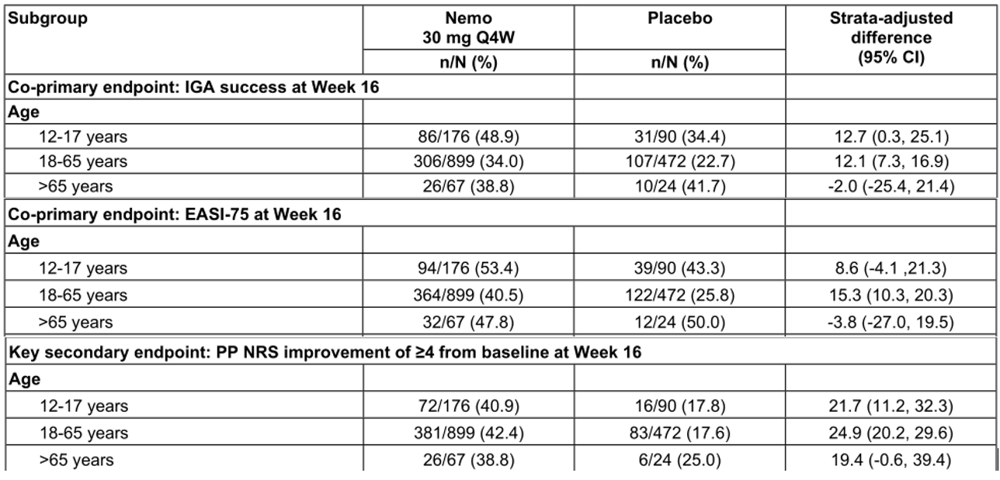 Subgroup Nemo 30 mg Q4W Placebo Strata-adjusted difference (95% CI)
n/N (%) n/N (%)
Co-primary endpoint: IGA success at Week 16
Age
12-17 years 86/176 (48.9) 31/90 (34.4) 12.7 (0.3, 25.1)
18-65 years 306/899 (34.0) 107/472 (22.7) 12.1 (7.3, 16.9)
>65 years 26/67 (38.8) 10/24 (41.7) -2.0 (-25.4, 21.4)
Co-primary endpoint: EASI-75 at Week 16
Age
12-17 years 94/176 (53.4) 39/90 (43.3) 8.6 (-4.1 ,21.3)
18-65 years 364/899 (40.5) 122/472 (25.8) 15.3 (10.3, 20.3)
>65 years 32/67 (47.8) 12/24 (50.0) -3.8 (-27.0, 19.5)
Key secondary endpoint: PP NRS improvement of ≥4 from baseline at Week 16
Age
12-17 years 72/176 (40.9) 16/90 (17.8) 21.7 (11.2, 32.3)
18-65 years 381/899 (42.4) 83/472 (17.6) 24.9 (20.2, 29.6)
>65 years 26/67 (38.8) 6/24 (25.0) 19.4 (-0.6, 39.4)